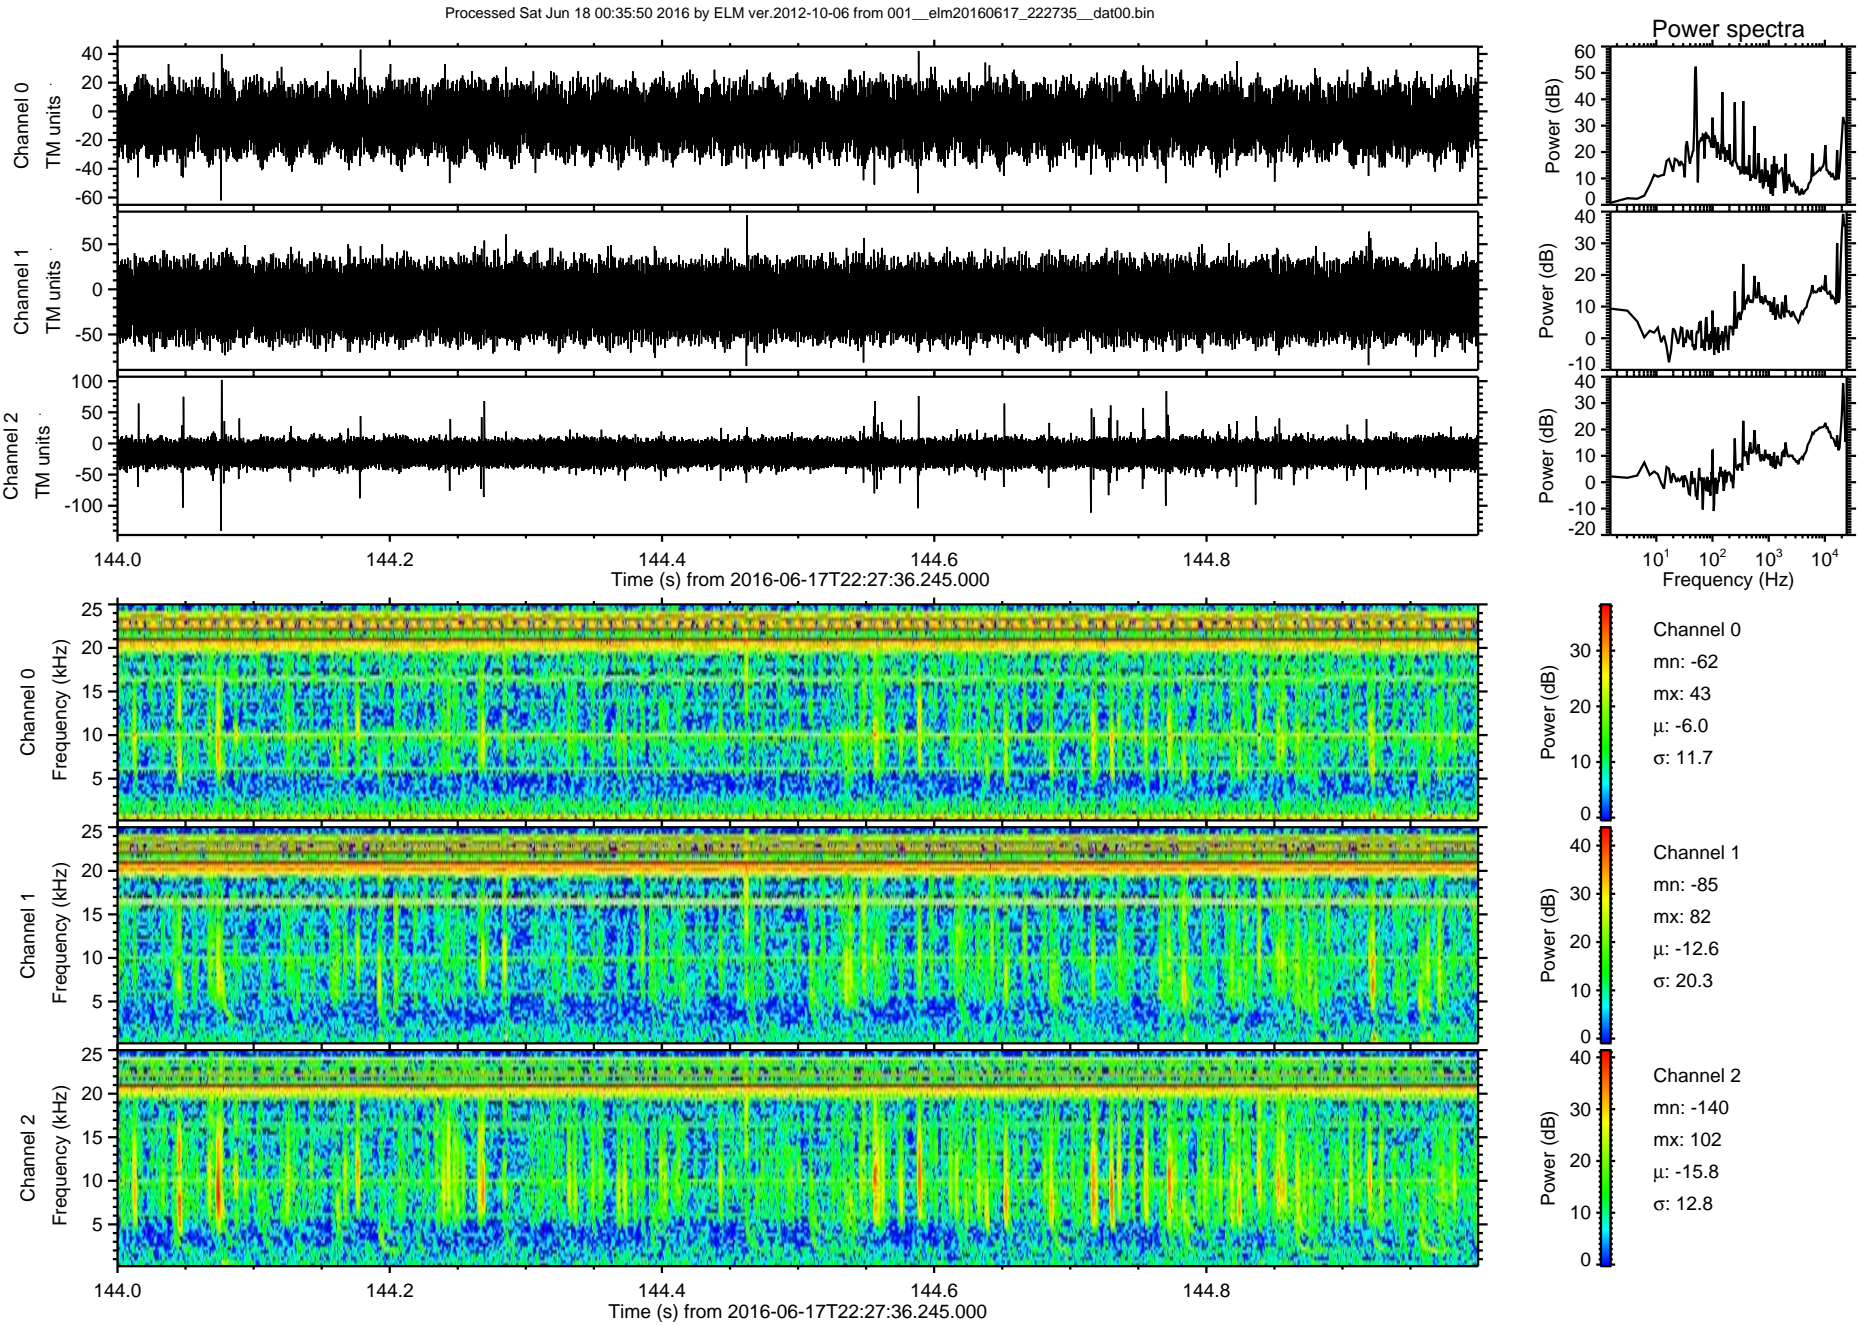 Processed Sat Jun 18 00:35:50 2016 by ELM ver.2012-10-06 from 001__elm20160617_222735__dat00.bin
Power spectra
Channel 0
TM units
40
20
0
-20
-40
-60
Power (dB)
60
50
40
30
20
10
0
Channel 1
TM units
50
0
-50
Power (dB)
40
30
20
10
0
-10
Channel 2
TM units
100
50
0
-50
-100
Power (dB)
40
30
20
10
0
-10
-20
144.0 144.2 144.4 144.6 144.8
Time (s) from 2016-06-17T22:27:36.245.000
10^1 10^2 10^3 10^4
Frequency (Hz)
Channel 0
Frequency (kHz)
25
20
15
10
5
Power (dB)
30
20
10
0
Channel 0
mn: -62
mx: 43
μ: -6.0
σ: 11.7
Channel 1
Frequency (kHz)
25
20
15
10
5
Power (dB)
40
30
20
10
0
Channel 1
mn: -85
mx: 82
μ: -12.6
σ: 20.3
Channel 2
Frequency (kHz)
25
20
15
10
5
Power (dB)
40
30
20
10
0
Channel 2
mn: -140
mx: 102
μ: -15.8
σ: 12.8
144.0 144.2 144.4 144.6 144.8
Time (s) from 2016-06-17T22:27:36.245.000